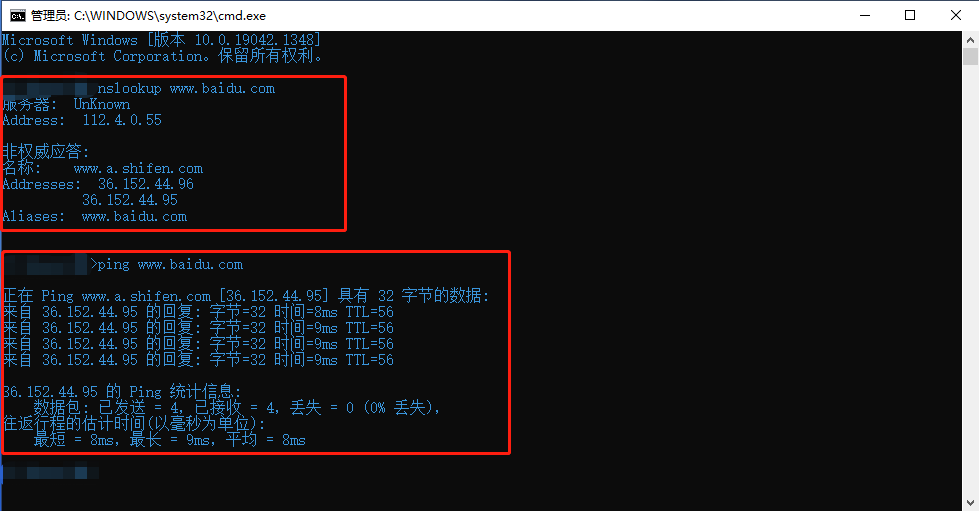 管理员: C:\WINDOWS\system32\cmd.exe
Microsoft Windows [版本 10.0.19042.1348]
(c) Microsoft Corporation。保留所有权利。
nslookup www.baidu.com
服务器:  UnKnown
Address:  112.4.0.55
非权威应答:
名称:    www.a.shifen.com
Addresses:  36.152.44.96
36.152.44.95
Aliases:  www.baidu.com
>ping www.baidu.com
正在 Ping www.a.shifen.com [36.152.44.95] 具有 32 字节的数据:
来自 36.152.44.95 的回复: 字节=32 时间=8ms TTL=56
来自 36.152.44.95 的回复: 字节=32 时间=9ms TTL=56
来自 36.152.44.95 的回复: 字节=32 时间=9ms TTL=56
来自 36.152.44.95 的回复: 字节=32 时间=9ms TTL=56
36.152.44.95 的 Ping 统计信息:
数据包: 已发送 = 4，已接收 = 4，丢失 = 0 (0% 丢失)，
往返行程的估计时间(以毫秒为单位):
最短 = 8ms，最长 = 9ms，平均 = 8ms